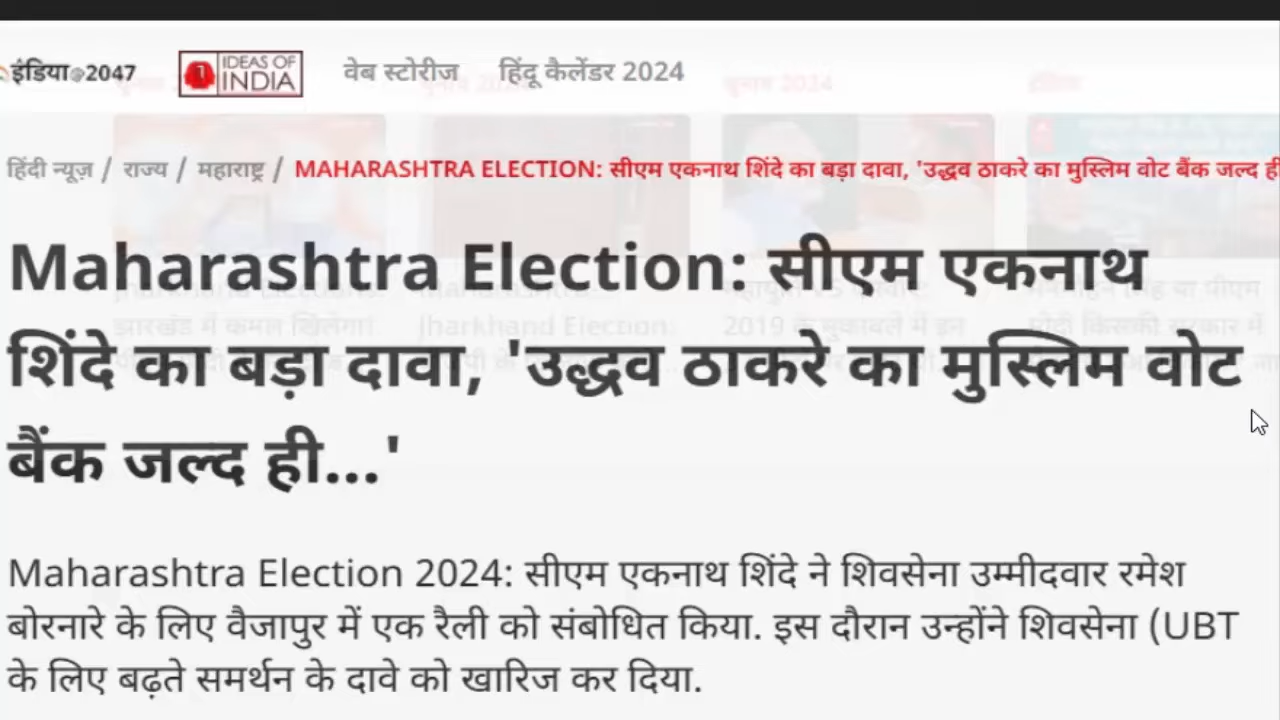 इंडिया@2047 IDEAS OF INDIA वेब स्टोरीज हिंदू कैलेंडर 2024
चुनाव 2024
हिंदी न्यूज़ / राज्य / महाराष्ट्र / MAHARASHTRA ELECTION: सीएम एकनाथ शिंदे का बड़ा दावा, 'उद्धव ठाकरे का मुस्लिम वोट बैंक जल्द ही
Maharashtra Election: सीएम एकनाथ
शिंदे का बड़ा दावा, 'उद्धव ठाकरे का मुस्लिम वोट
बैंक जल्द ही...'
Maharashtra Election 2024: सीएम एकनाथ शिंदे ने शिवसेना उम्मीदवार रमेश
बोरनारे के लिए वैजापुर में एक रैली को संबोधित किया. इस दौरान उन्होंने शिवसेना (UBT
के लिए बढ़ते समर्थन के दावे को खारिज कर दिया.